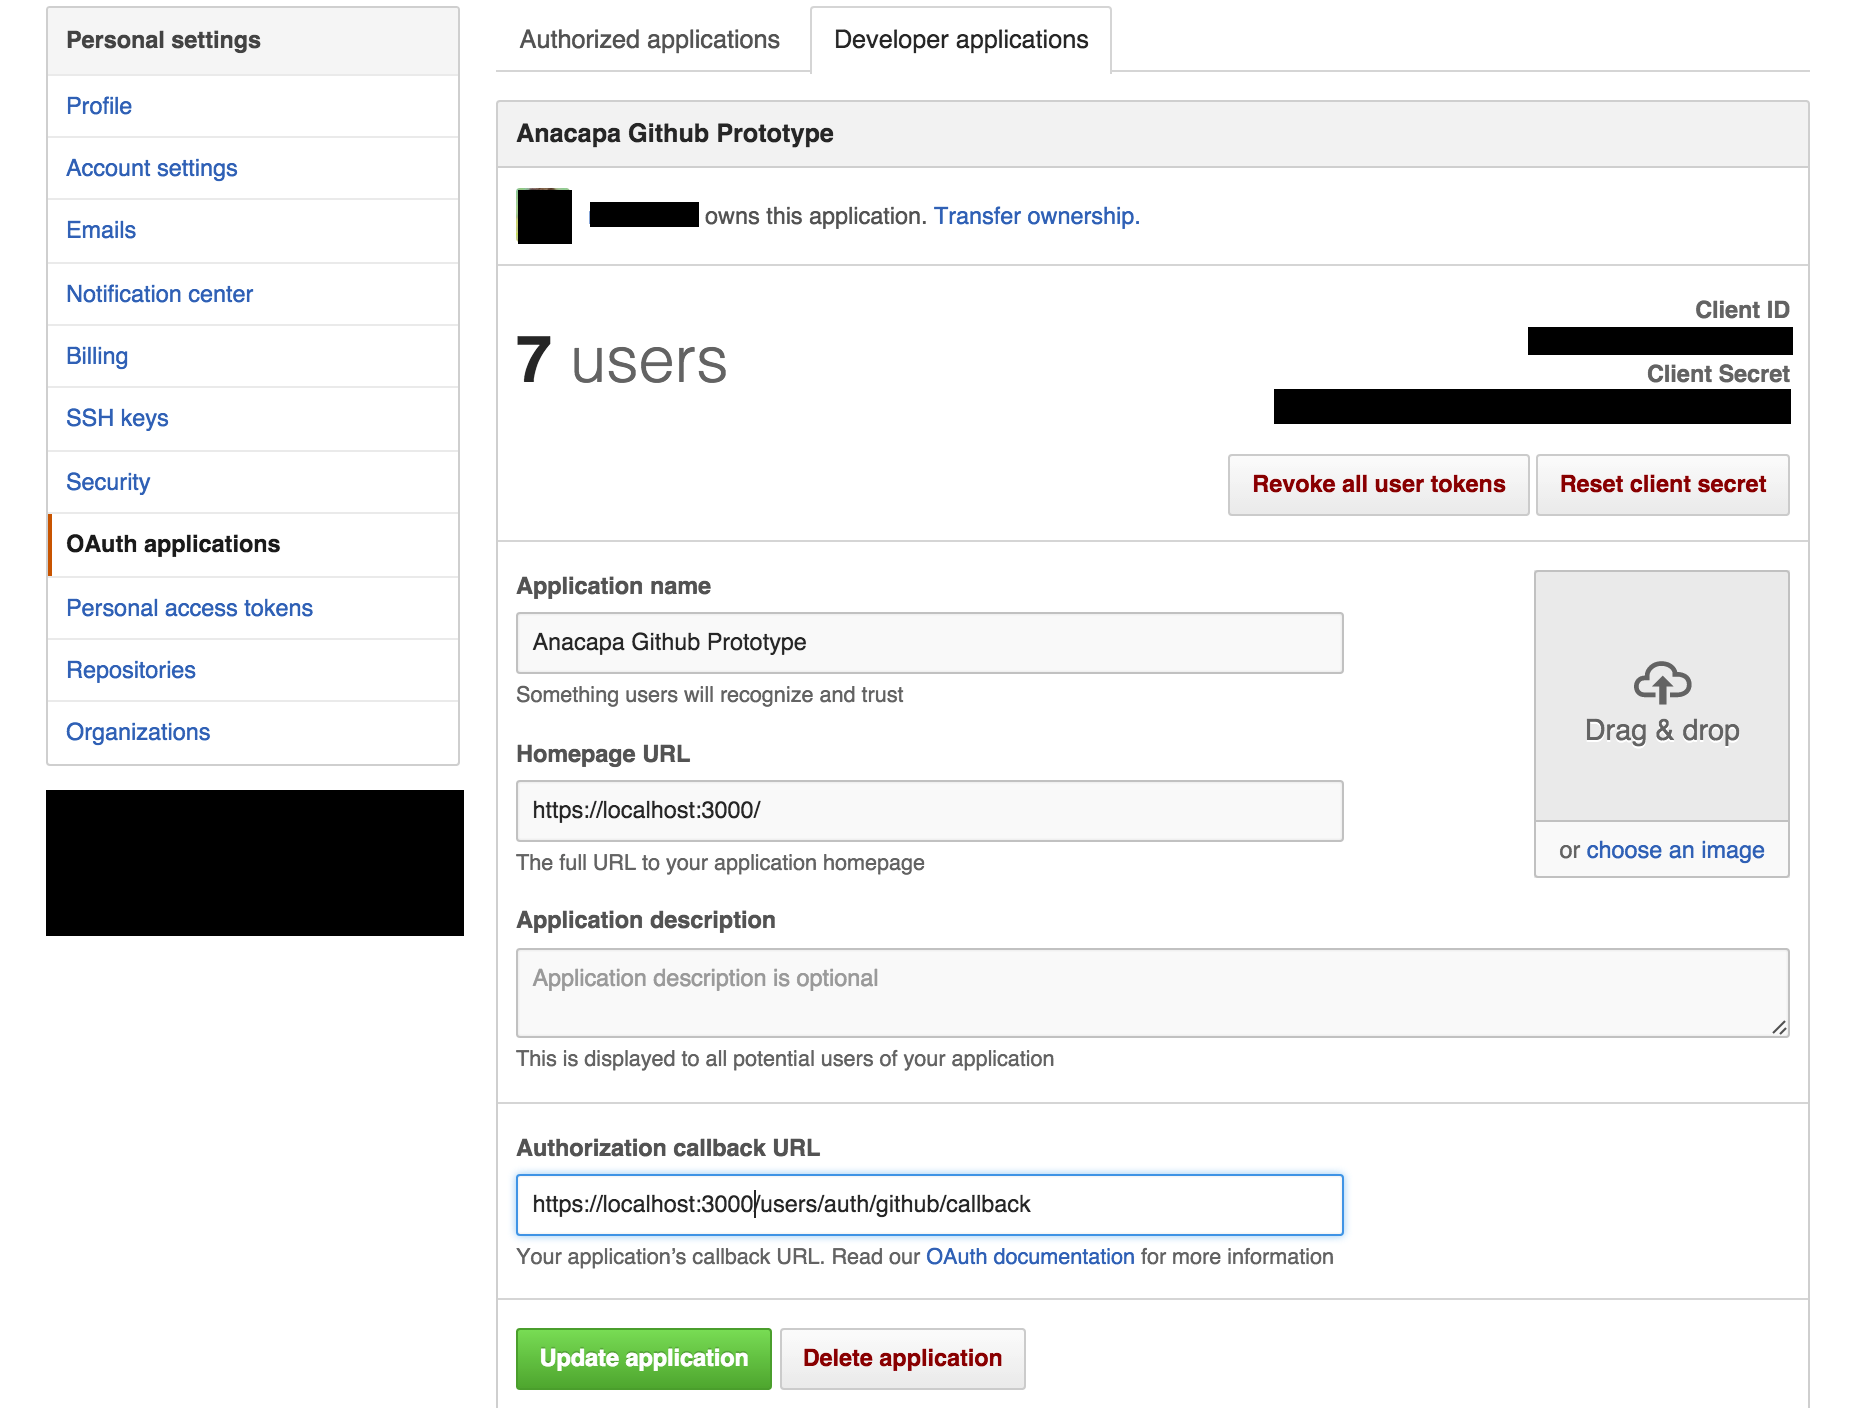 Personal settings
Profile
Account settings
Emails
Notification center
Billing
SSH keys
Security
OAuth applications
Personal access tokens
Repositories
Organizations
Authorized applications
Developer applications
Anacapa Github Prototype
owns this application. Transfer ownership.
7 users
Client ID
Client Secret
Revoke all user tokens
Reset client secret
Application name
Anacapa Github Prototype
Something users will recognize and trust
Homepage URL
https://localhost:3000/
The full URL to your application homepage
Drag & drop
or choose an image
Application description
Application description is optional
This is displayed to all potential users of your application
Authorization callback URL
https://localhost:3000/users/auth/github/callback
Your application's callback URL. Read our OAuth documentation for more information
Update application
Delete application